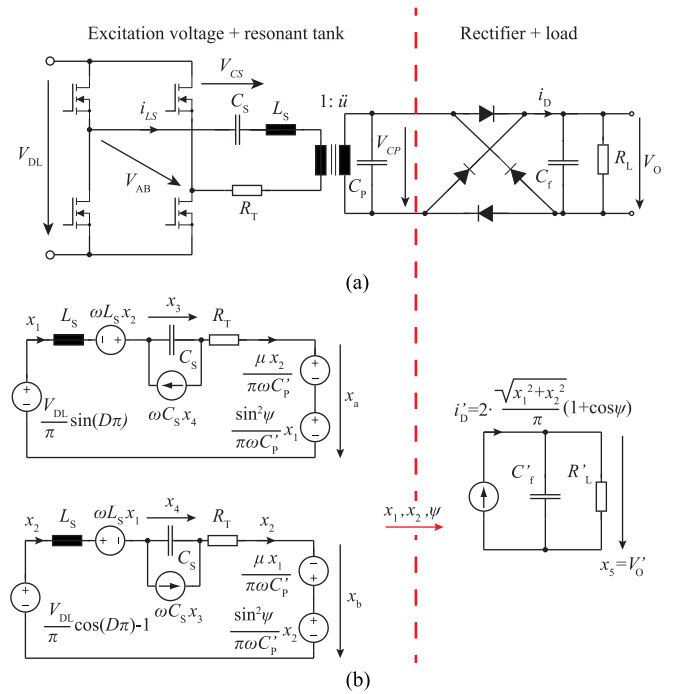 Excitation voltage + resonant tank
Rectifier + load
V_CS
i_LS
C_S
L_S
1: ü
i_D
V_DL
V_AB
R_T
C_P
V_CP
C_f
R_L
V_O
(a)
x_1
L_S
ωL_S x_2
x_3
R_T
C_S
ωC_S x_4
V_DL/π sin(Dπ)
μ x_2/πωC'_P
sin²ψ/πωC'_P x_1
x_a
i'_D=2·√(x_1²+x_2²)/π (1+cosψ)
C'_f
R'_L
x_5=V_O'
x_1,x_2,ψ
x_2
L_S
ωL_S x_1
x_4
R_T
x_2
C_S
ωC_S x_3
V_DL/π cos(Dπ)-1
μ x_1/πωC'_P
sin²ψ/πωC'_P x_2
x_b
(b)